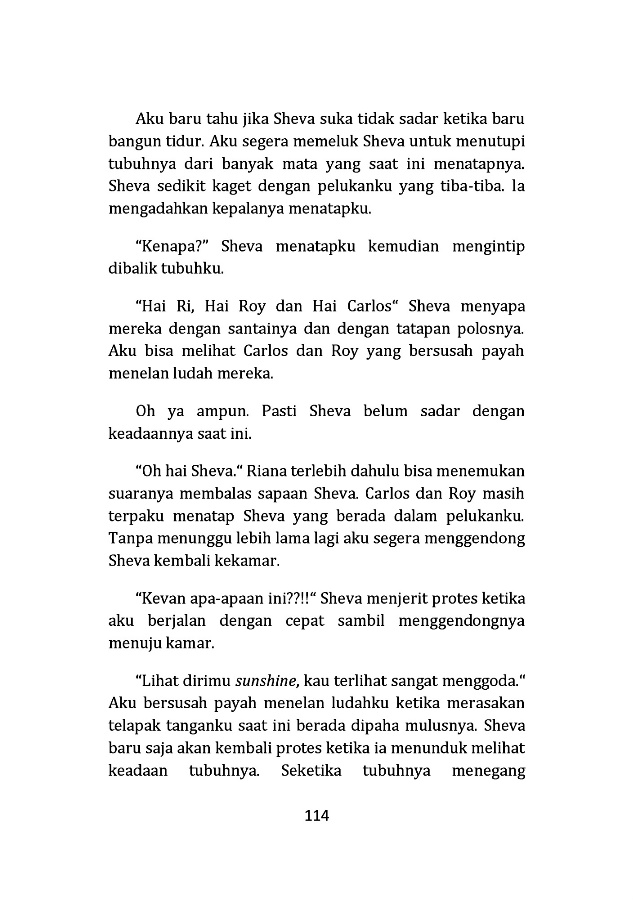 Aku baru tahu jika Sheva suka tidak sadar ketika baru
bangun tidur. Aku segera memeluk Sheva untuk menutupi
tubuhnya dari banyak mata yang saat ini menatapnya.
Sheva sedikit kaget dengan pelukanku yang tiba-tiba. Ia
mengadahkan kepalanya menatapku.
“Kenapa?” Sheva menatapku kemudian mengintip
dibalik tubuhku.
“Hai Ri, Hai Roy dan Hai Carlos“ Sheva menyapa
mereka dengan santainya dan dengan tatapan polosnya.
Aku bisa melihat Carlos dan Roy yang bersusah payah
menelan ludah mereka.
Oh ya ampun. Pasti Sheva belum sadar dengan
keadaannya saat ini.
“Oh hai Sheva.“ Riana terlebih dahulu bisa menemukan
suaranya membalas sapaan Sheva. Carlos dan Roy masih
terpaku menatap Sheva yang berada dalam pelukanku.
Tanpa menunggu lebih lama lagi aku segera menggendong
Sheva kembali kekamar.
“Kevan apa-apaan ini??!!“ Sheva menjerit protes ketika
aku berjalan dengan cepat sambil menggendongnya
menuju kamar.
“Lihat dirimu sunshine, kau terlihat sangat menggoda.“
Aku bersusah payah menelan ludahku ketika merasakan
telapak tanganku saat ini berada dipaha mulusnya. Sheva
baru saja akan kembali protes ketika ia menunduk melihat
keadaan tubuhnya. Seketika tubuhnya menegang
114